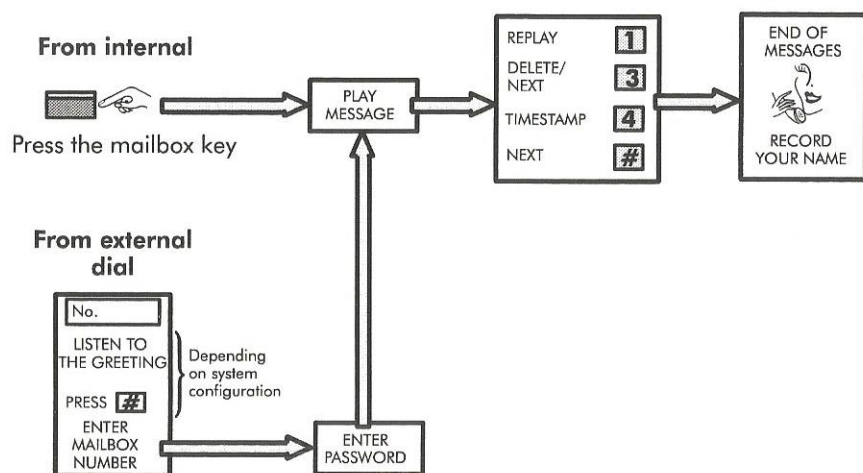 From internal
Press the mailbox key
PLAY
MESSAGE
REPLAY 1
DELETE/
NEXT 3
TIMESTAMP 4
NEXT #
END OF
MESSAGES
RECORD
YOUR NAME
From external
dial
No.
LISTEN TO
THE GREETING
PRESS #
Depending
on system
configuration
ENTER
MAILBOX
NUMBER
ENTER
PASSWORD